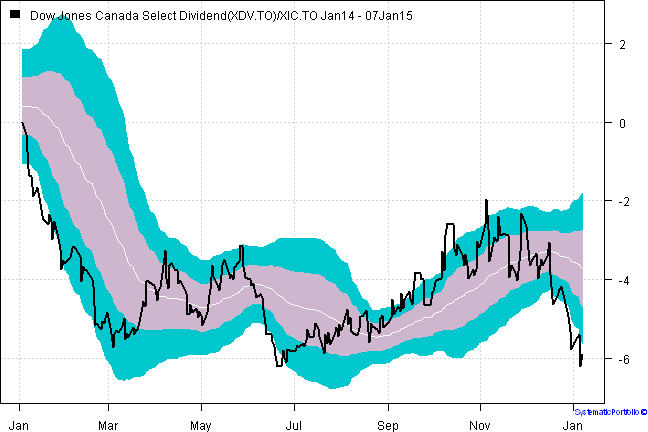 Dow Jones Canada Select Dividend(XDV.TO)/XIC.TO Jan14 - 07Jan15
2
0
-2
-4
-6
Jan Mar May Jul Sep Nov Jan
SystematicPortfolio ©